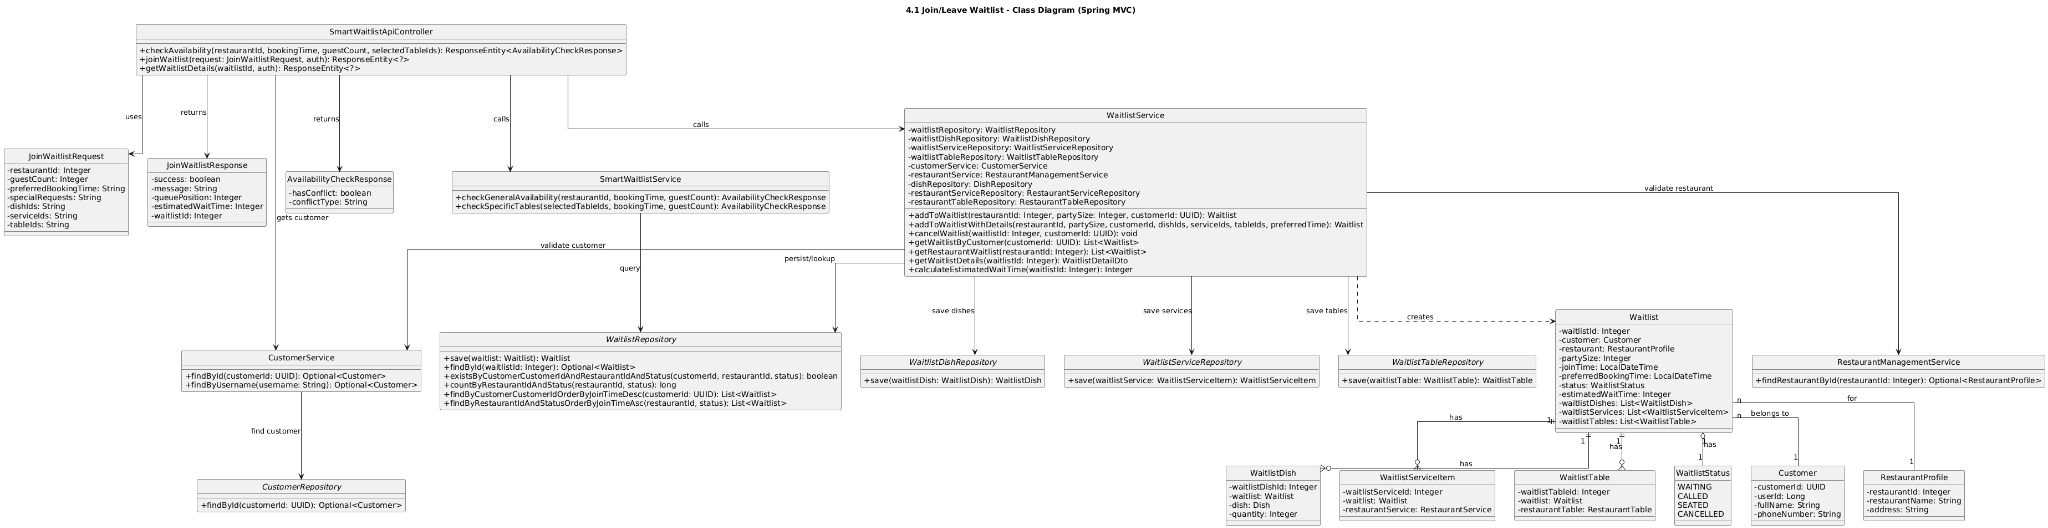 4.1 Join/Leave Waitlist - Class Diagram (Spring MVC)
SmartWaitlistApiController
+checkAvailability(restaurantId, bookingTime, guestCount, selectedTableIds): ResponseEntity<AvailabilityCheckResponse>
+joinWaitlist(request: JoinWaitlistRequest, auth): ResponseEntity<?>
+getWaitlistDetails(waitlistId, auth): ResponseEntity<?>
uses
returns
returns
calls
calls
gets customer
JoinWaitlistRequest
-restaurantId: Integer
-guestCount: Integer
-preferredBookingTime: String
-specialRequests: String
-dishIds: String
-serviceIds: String
-tableIds: String
JoinWaitlistResponse
-success: boolean
-message: String
-queuePosition: Integer
-estimatedWaitTime: Integer
-waitlistId: Integer
AvailabilityCheckResponse
-hasConflict: boolean
-conflictType: String
SmartWaitlistService
+checkGeneralAvailability(restaurantId, bookingTime, guestCount): AvailabilityCheckResponse
+checkSpecificTables(selectedTableIds, bookingTime, guestCount): AvailabilityCheckResponse
WaitlistService
-waitlistRepository: WaitlistRepository
-waitlistDishRepository: WaitlistDishRepository
-waitlistServiceRepository: WaitlistServiceRepository
-waitlistTableRepository: WaitlistTableRepository
-customerService: CustomerService
-restaurantService: RestaurantManagementService
-dishRepository: DishRepository
-restaurantServiceRepository: RestaurantServiceRepository
-restaurantTableRepository: RestaurantTableRepository
+addToWaitlist(restaurantId: Integer, partySize: Integer, customerId: UUID): Waitlist
+addToWaitlistWithDetails(restaurantId, partySize, customerId, dishIds, serviceIds, tableIds, preferredTime): Waitlist
+cancelWaitlist(waitlistId: Integer, customerId: UUID): void
+getWaitlistByCustomer(customerId: UUID): List<Waitlist>
+getRestaurantWaitlist(restaurantId: Integer): List<Waitlist>
+getWaitlistDetails(waitlistId: Integer): WaitlistDetailDto
+calculateEstimatedWaitTime(waitlistId: Integer): Integer
validate restaurant
validate customer
persist/lookup
query
save dishes
save services
save tables
creates
CustomerService
+findById(customerId: UUID): Optional<Customer>
+findByUsername(username: String): Optional<Customer>
WaitlistRepository
+save(waitlist: Waitlist): Waitlist
+findById(waitlistId: Integer): Optional<Waitlist>
+existsByCustomerCustomerIdAndRestaurantIdAndStatus(customerId, restaurantId, status): boolean
+countByRestaurantIdAndStatus(restaurantId, status): long
+findByCustomerCustomerIdOrderByJoinTimeDesc(customerId: UUID): List<Waitlist>
+findByRestaurantIdAndStatusOrderByJoinTimeAsc(restaurantId, status): List<Waitlist>
WaitlistDishRepository
+save(waitlistDish: WaitlistDish): WaitlistDish
WaitlistServiceRepository
+save(waitlistService: WaitlistServiceItem): WaitlistServiceItem
WaitlistTableRepository
+save(waitlistTable: WaitlistTable): WaitlistTable
Waitlist
-waitlistId: Integer
-customer: Customer
-restaurant: RestaurantProfile
-partySize: Integer
-joinTime: LocalDateTime
-preferredBookingTime: LocalDateTime
-status: WaitlistStatus
-estimatedWaitTime: Integer
-waitlistDishes: List<WaitlistDish>
-waitlistServices: List<WaitlistServiceItem>
-waitlistTables: List<WaitlistTable>
RestaurantManagementService
+findRestaurantById(restaurantId: Integer): Optional<RestaurantProfile>
find customer
has
1
n
for
n
belongs to
1
has
1
has
has
1
1
1
CustomerRepository
+findById(customerId: UUID): Optional<Customer>
WaitlistDish
-waitlistDishId: Integer
-waitlist: Waitlist
-dish: Dish
-quantity: Integer
WaitlistServiceItem
-waitlistServiceId: Integer
-waitlist: Waitlist
-restaurantService: RestaurantService
WaitlistTable
-waitlistTableId: Integer
-waitlist: Waitlist
-restaurantTable: RestaurantTable
WaitlistStatus
WAITING
CALLED
SEATED
CANCELLED
Customer
-customerId: UUID
-userId: Long
-fullName: String
-phoneNumber: String
RestaurantProfile
-restaurantId: Integer
-restaurantName: String
-address: String